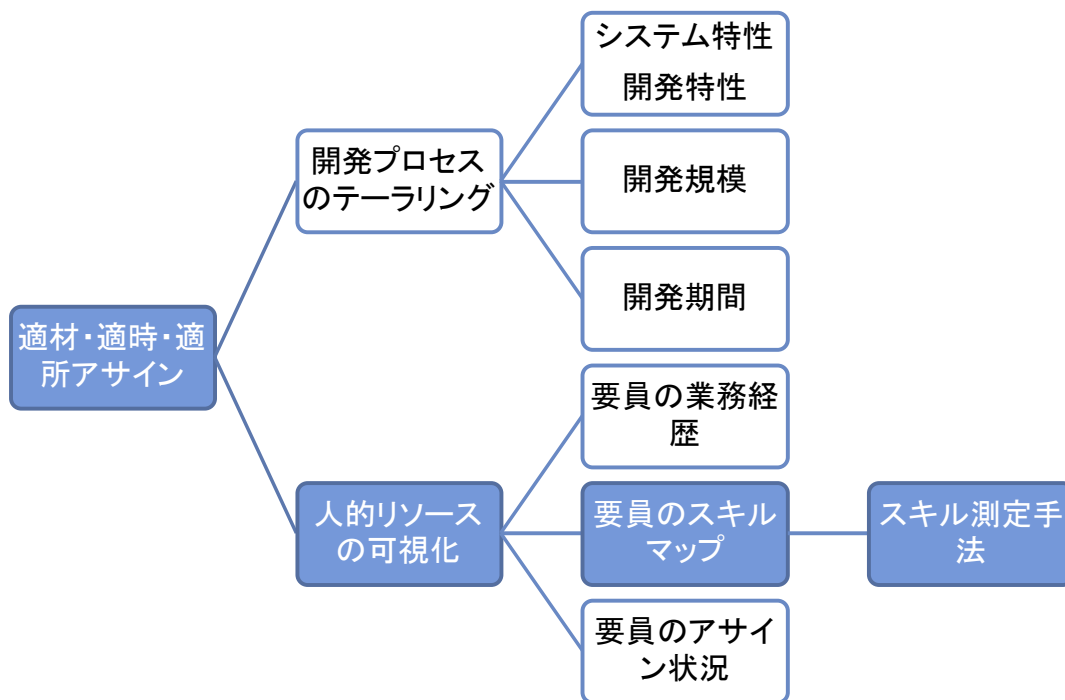 システム特性
開発特性
開発プロセス
のテーラリング
開発規模
開発期間
適材・適時・適
所アサイン
要員の業務経
歴
人的リソース
の可視化
要員のスキル
マップ
スキル測定手
法
要員のアサイ
ン状況